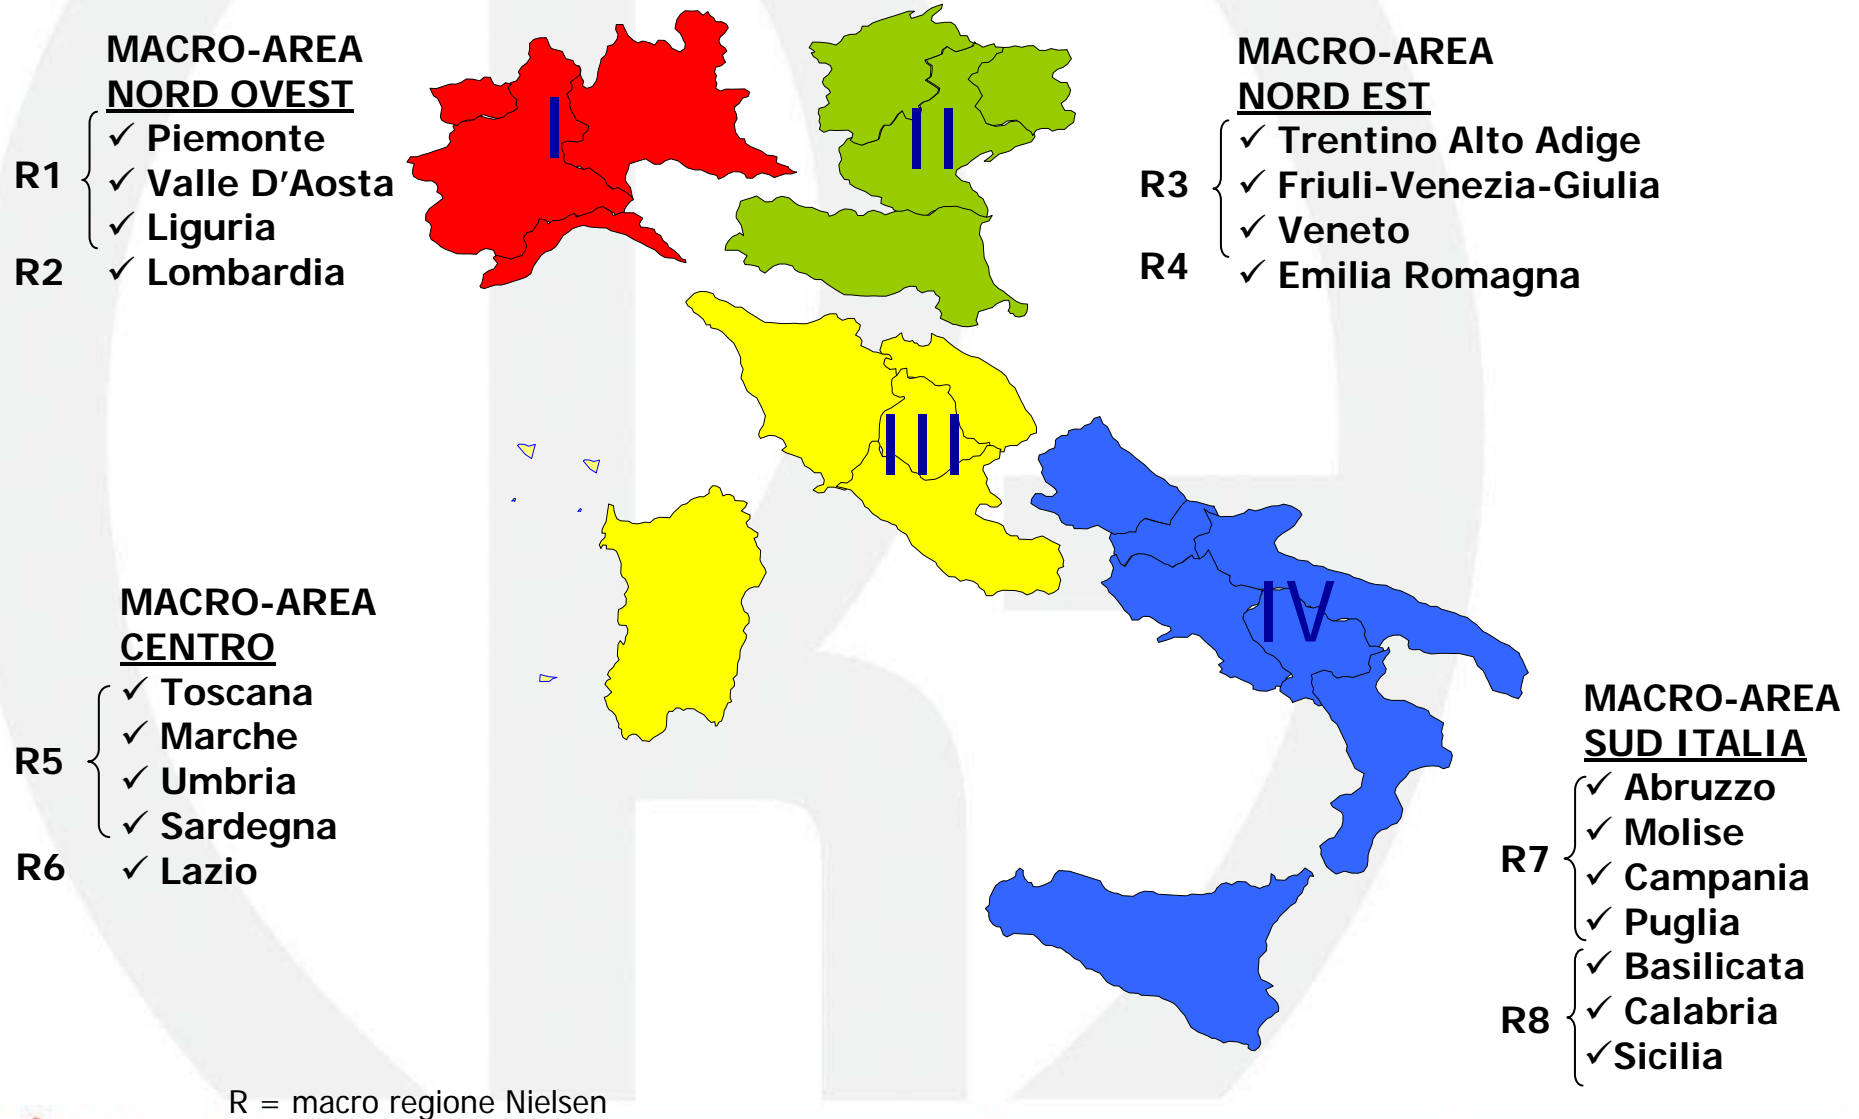 MACRO-AREA
NORD OVEST
R1
✓ Piemonte
✓ Valle D'Aosta
✓ Liguria
R2
✓ Lombardia
I
II
MACRO-AREA
NORD EST
R3
✓ Trentino Alto Adige
✓ Friuli-Venezia-Giulia
✓ Veneto
R4
✓ Emilia Romagna
III
IV
MACRO-AREA
CENTRO
R5
✓ Toscana
✓ Marche
✓ Umbria
✓ Sardegna
R6
✓ Lazio
MACRO-AREA
SUD ITALIA
R7
✓ Abruzzo
✓ Molise
✓ Campania
✓ Puglia
R8
✓ Basilicata
✓ Calabria
✓Sicilia
R = macro regione Nielsen